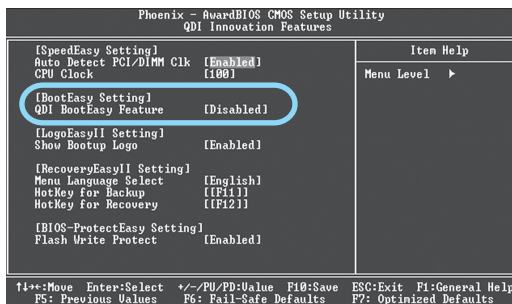 Phoenix - AwardBIOS CMOS Setup Utility
QDI Innovation Features
[SpeedEasy Setting]
Auto Detect PCI/DIMM Clk [Enabled]
CPU Clock [100]
[BootEasy Setting]
QDI BootEasy Feature [Disabled]
[LogoEasyII Setting]
Show Bootup Logo [Enabled]
[RecoveryEasyII Setting]
Menu Language Select [English]
HotKey for Backup [[F11]]
HotKey for Recovery [[F12]]
[BIOS-ProtectEasy Setting]
Flash Write Protect [Enabled]
Item Help
Menu Level ▶
↑↓→←:Move Enter:Select +/-/PU/PD:Value F10:Save ESC:Exit F1:General Help
F5: Previous Values F6: Fail-Safe Defaults F7: Optimized Defaults